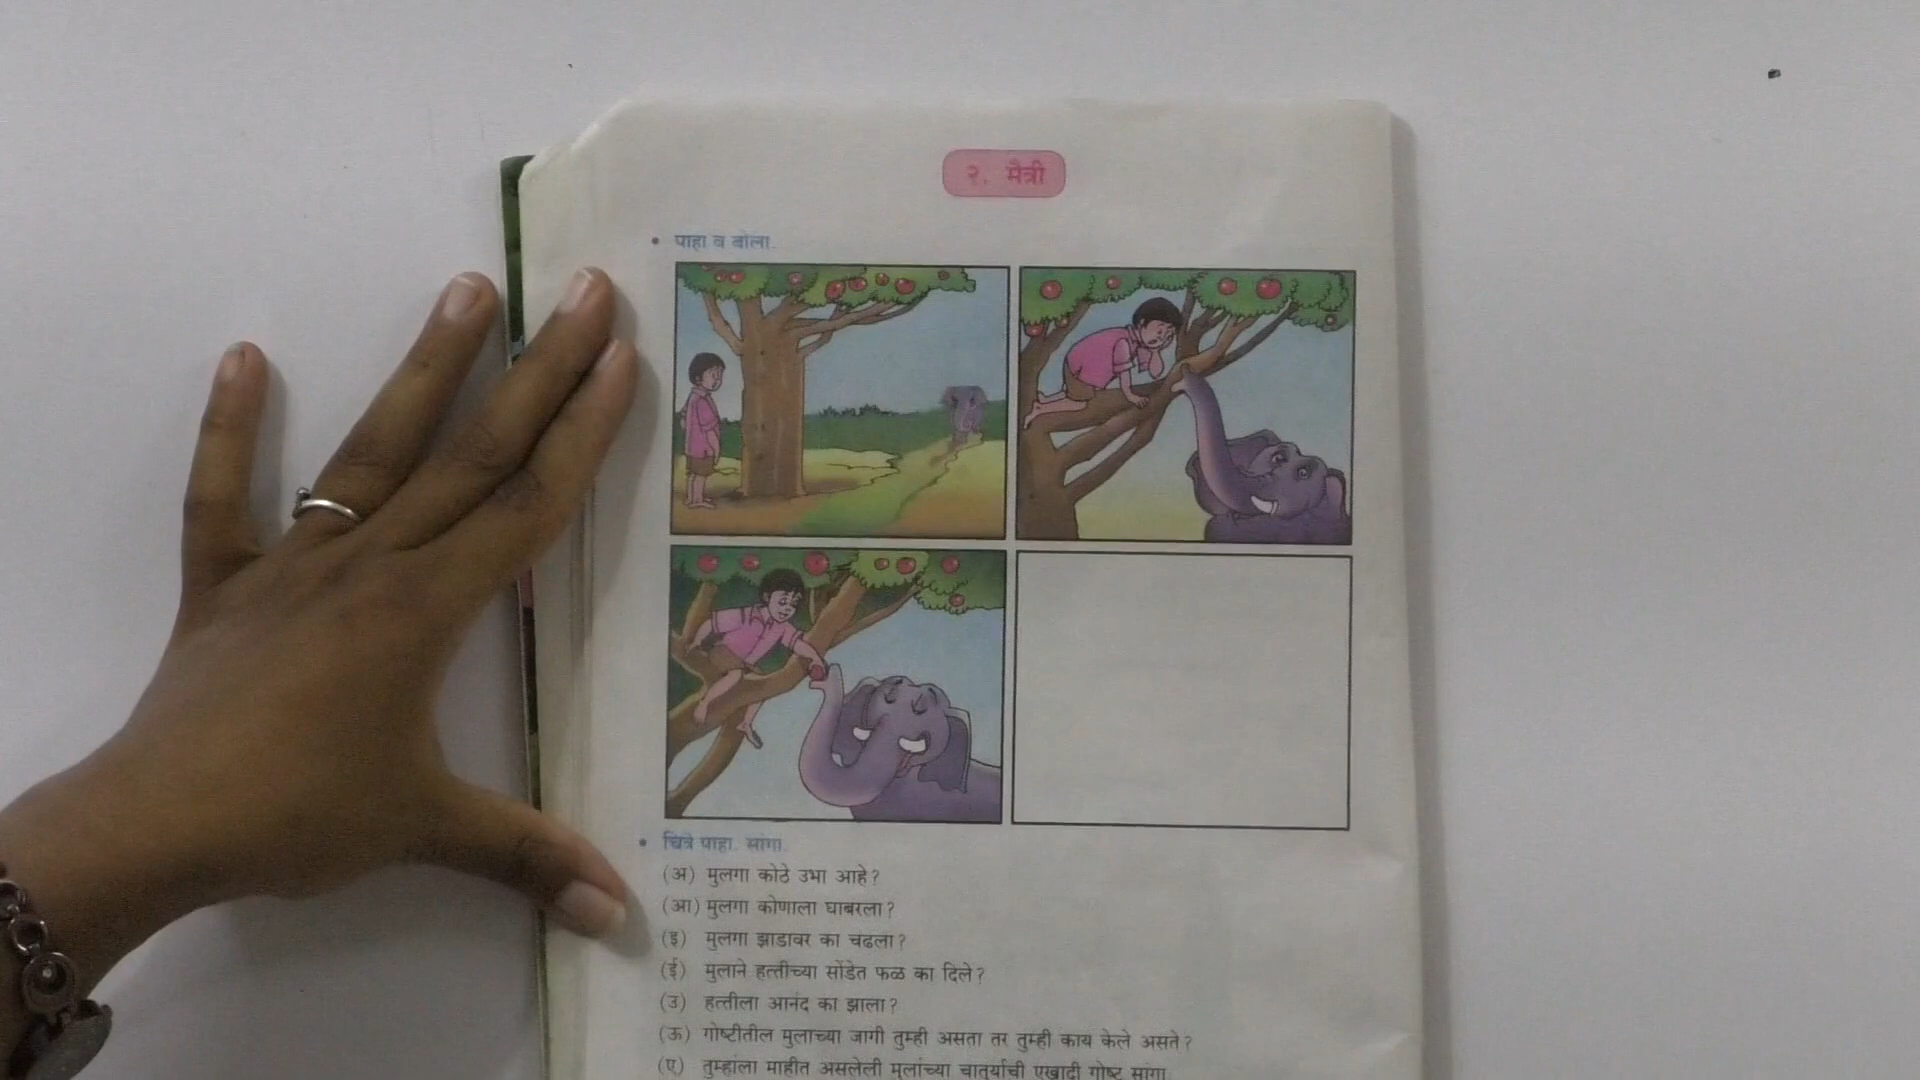 २. मैत्री
• पाहा व बोला.
• चित्रे पाहा. सांगा.
(अ) मुलगा कोठे उभा आहे?
(आ) मुलगा कोणाला घाबरला?
(इ) मुलगा झाडावर का चढला?
(ई) मुलाने हत्तीच्या सोंडेत फळ का दिले?
(उ) हत्तीला आनंद का झाला?
(ऊ) गोष्टीतील मुलाच्या जागी तुम्ही असता तर तुम्ही काय केले असते?
(ए) तुम्हांला माहीत असलेली मुलांच्या चातुर्याची एखादी गोष्ट सांगा.